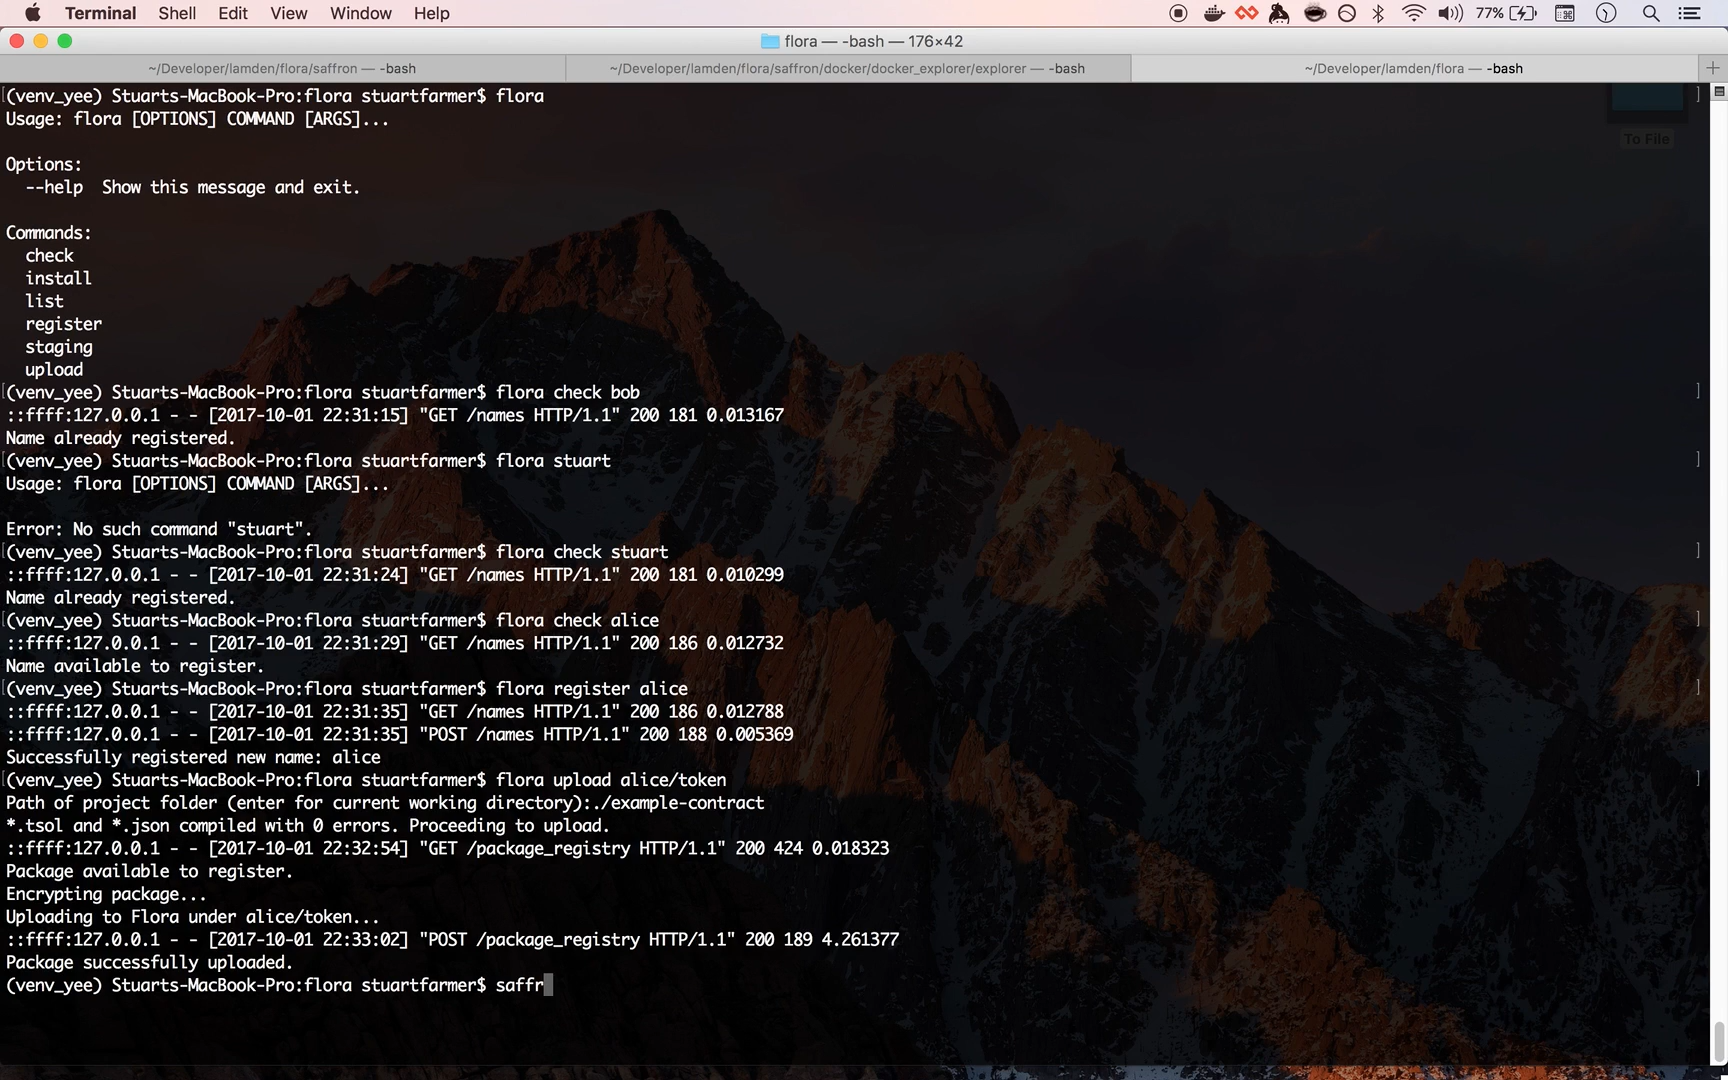 Terminal Shell Edit View Window Help 77%
flora — -bash — 176×42
~/Developer/lamden/flora/saffron — -bash ~/Developer/lamden/flora/saffron/docker/docker_explorer/explorer — -bash ~/Developer/lamden/flora — -bash
(venv_yee) Stuarts-MacBook-Pro:flora stuartfarmer$ flora
Usage: flora [OPTIONS] COMMAND [ARGS]...
To File
Options:
--help Show this message and exit.
Commands:
check
install
list
register
staging
upload
(venv_yee) Stuarts-MacBook-Pro:flora stuartfarmer$ flora check bob
::ffff:127.0.0.1 - - [2017-10-01 22:31:15] "GET /names HTTP/1.1" 200 181 0.013167
Name already registered.
(venv_yee) Stuarts-MacBook-Pro:flora stuartfarmer$ flora stuart
Usage: flora [OPTIONS] COMMAND [ARGS]...
Error: No such command "stuart".
(venv_yee) Stuarts-MacBook-Pro:flora stuartfarmer$ flora check stuart
::ffff:127.0.0.1 - - [2017-10-01 22:31:24] "GET /names HTTP/1.1" 200 181 0.010299
Name already registered.
(venv_yee) Stuarts-MacBook-Pro:flora stuartfarmer$ flora check alice
::ffff:127.0.0.1 - - [2017-10-01 22:31:29] "GET /names HTTP/1.1" 200 186 0.012732
Name available to register.
(venv_yee) Stuarts-MacBook-Pro:flora stuartfarmer$ flora register alice
::ffff:127.0.0.1 - - [2017-10-01 22:31:35] "GET /names HTTP/1.1" 200 186 0.012788
::ffff:127.0.0.1 - - [2017-10-01 22:31:35] "POST /names HTTP/1.1" 200 188 0.005369
Successfully registered new name: alice
(venv_yee) Stuarts-MacBook-Pro:flora stuartfarmer$ flora upload alice/token
Path of project folder (enter for current working directory):./example-contract
*.tsol and *.json compiled with 0 errors. Proceeding to upload.
::ffff:127.0.0.1 - - [2017-10-01 22:32:54] "GET /package_registry HTTP/1.1" 200 424 0.018323
Package available to register.
Encrypting package...
Uploading to Flora under alice/token...
::ffff:127.0.0.1 - - [2017-10-01 22:33:02] "POST /package_registry HTTP/1.1" 200 189 4.261377
Package successfully uploaded.
(venv_yee) Stuarts-MacBook-Pro:flora stuartfarmer$ saffr